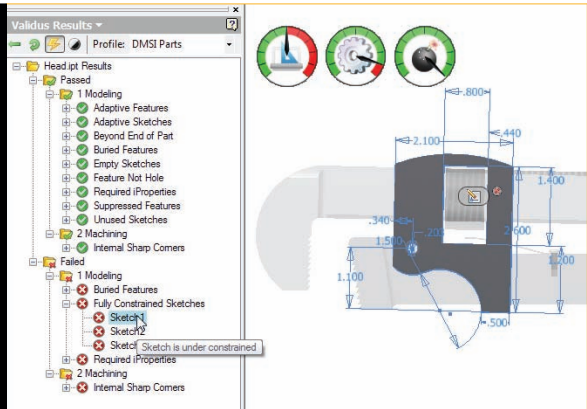 Validus Results
Profile: DMSI Parts
Head.ipt Results
Passed
1 Modeling
Adaptive Features
Adaptive Sketches
Beyond End of Part
Buried Features
Empty Sketches
Feature Not Hole
Required iProperties
Suppressed Features
Unused Sketches
2 Machining
Internal Sharp Corners
Failed
1 Modeling
Buried Features
Fully Constrained Sketches
Sketch1
Sketch2
Sketch
Sketch is under constrained
Required iProperties
2 Machining
Internal Sharp Corners
.800
.440
2.100
1.400
.340
.203
2.600
1.500
1.200
1.100
.500